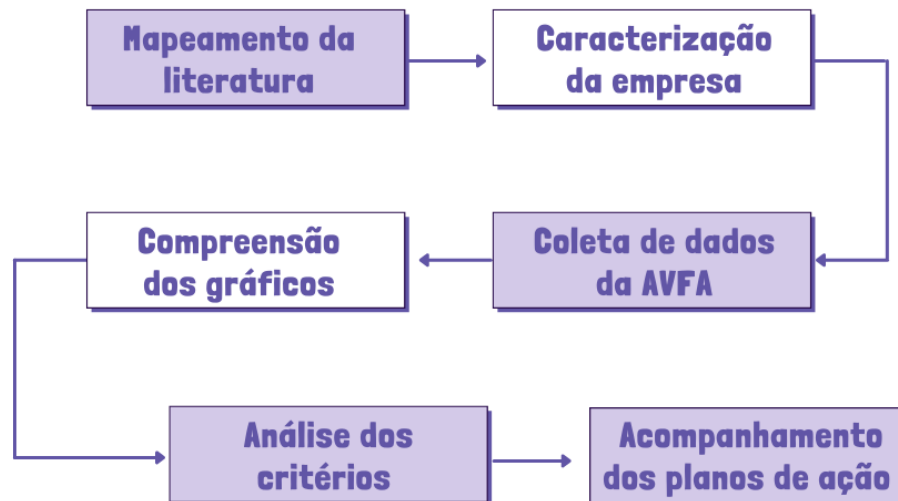 Mapeamento da
literatura
Caracterização
da empresa
Coleta de dados
da AVFA
Compreensão
dos gráficos
Análise dos
critérios
Acompanhamento
dos planos de ação